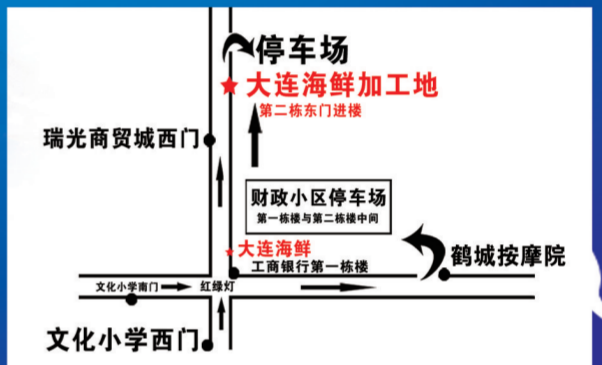 停车场
大连海鲜加工地
第二栋东门进楼
瑞光商贸城西门
财政小区停车场
第一栋楼与第二栋楼中间
大连海鲜
工商银行第一栋楼
鹤城按摩院
文化小学南门
红绿灯
文化小学西门